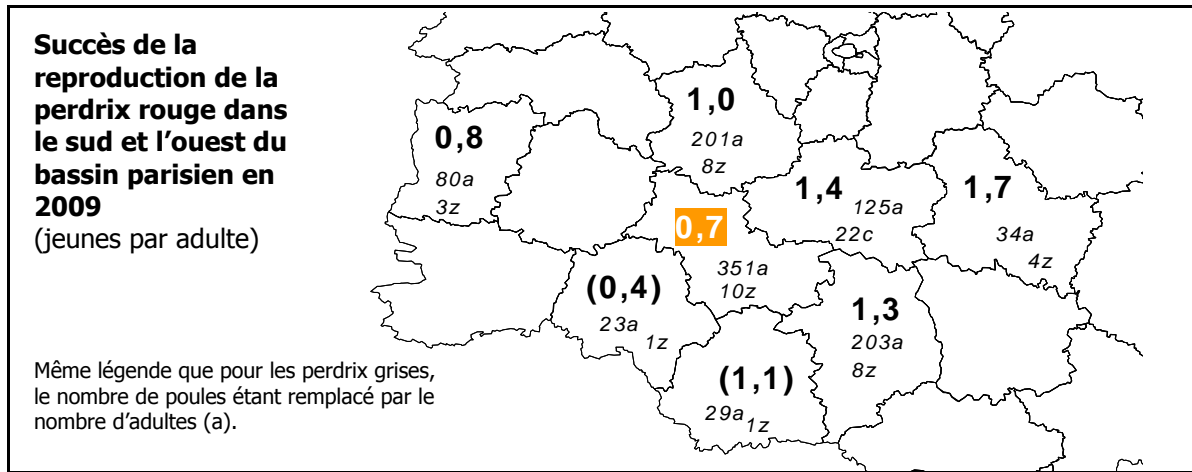 Succès de la
reproduction de la
perdrix rouge dans
le sud et l’ouest du
bassin parisien en
2009
(jeunes par adulte)
1,0
201a
8z
0,8
80a
3z
1,4
125a
22c
1,7
34a
4z
0,7
351a
10z
(0,4)
23a
1z
1,3
203a
8z
(1,1)
29a
1z
Même légende que pour les perdrix grises,
le nombre de poules étant remplacé par le
nombre d’adultes (a).